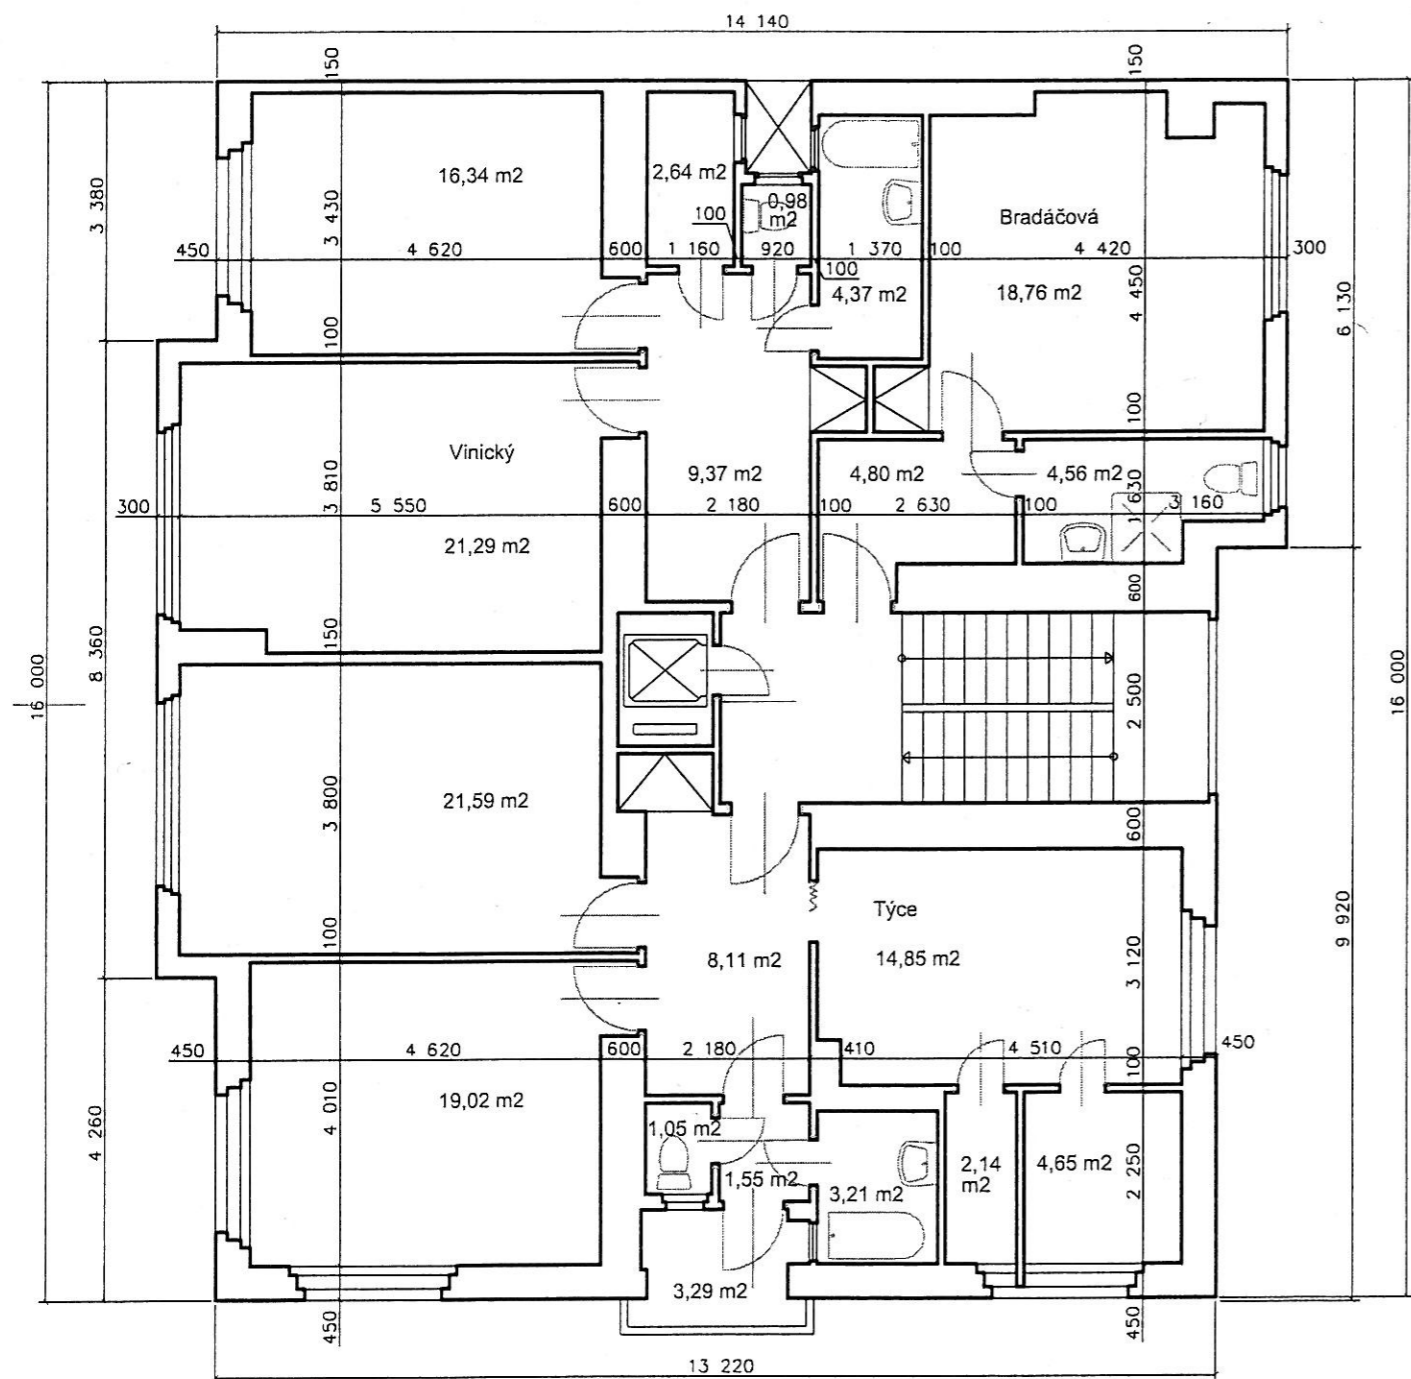 14 140
150
150
16,34 m2
2,64 m2
0,98
m2
Bradáčová
3 380
3 430
100
450
4 620
600
1 160
920
1 370
100
4 420
300
100
4,37 m2
18,76 m2
4 450
6 130
100
100
Vinický
9,37 m2
4,80 m2
4,56 m2
3 810
1 630
300
5 550
600
2 180
100
2 630
100
3 160
21,29 m2
600
150
8 360
16 000
2 500
16 000
21,59 m2
3 800
600
Týce
100
8,11 m2
14,85 m2
3 120
9 920
450
4 620
600
2 180
410
4 510
450
100
4 010
19,02 m2
4 260
1,05 m2
1,55 m2
3,21 m2
2,14
m2
4,65 m2
2 250
3,29 m2
450
450
13 220